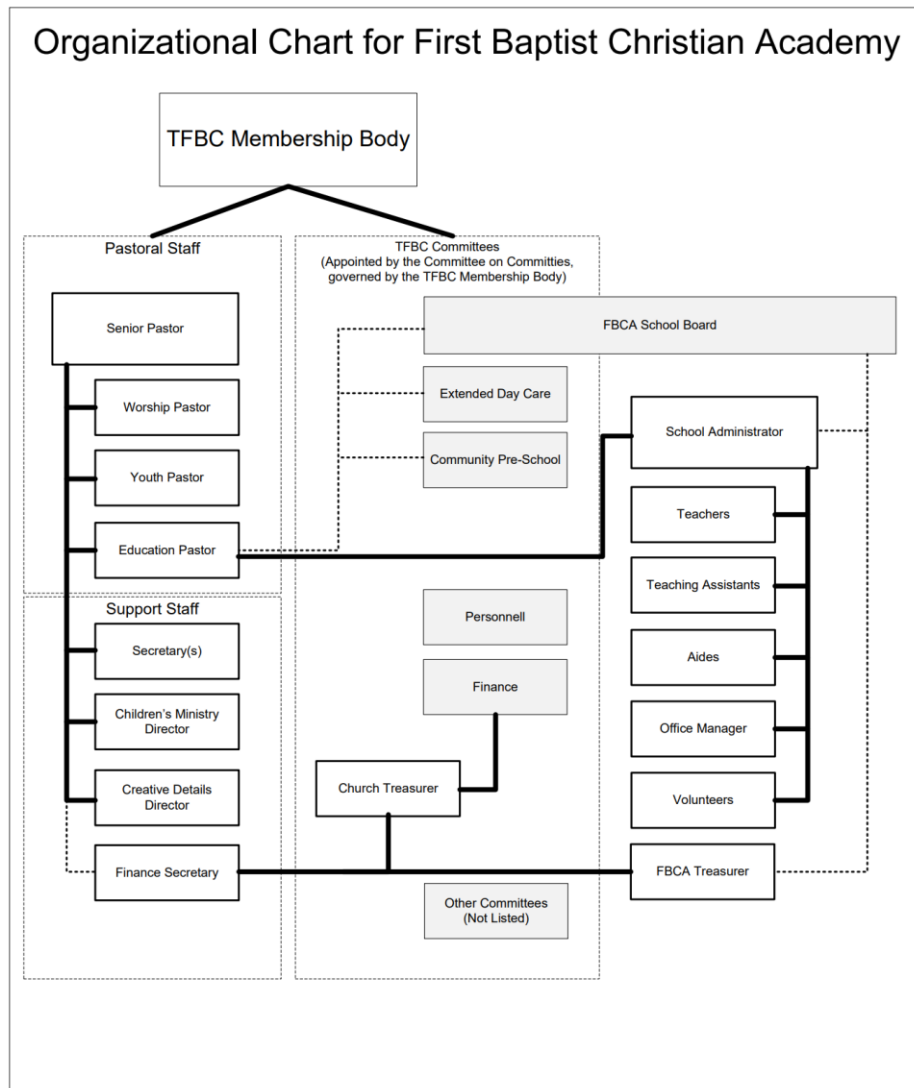 Organizational Chart for First Baptist Christian Academy
TFBC Membership Body
Pastoral Staff
TFBC Committees
(Appointed by the Committee on Committies,
governed by the TFBC Membership Body)
Senior Pastor
FBCA School Board
Worship Pastor
Extended Day Care
School Administrator
Youth Pastor
Community Pre-School
Teachers
Education Pastor
Teaching Assistants
Support Staff
Personnell
Secretary(s)
Aides
Finance
Children’s Ministry
Director
Office Manager
Creative Details
Director
Church Treasurer
Volunteers
Finance Secretary
FBCA Treasurer
Other Committees
(Not Listed)